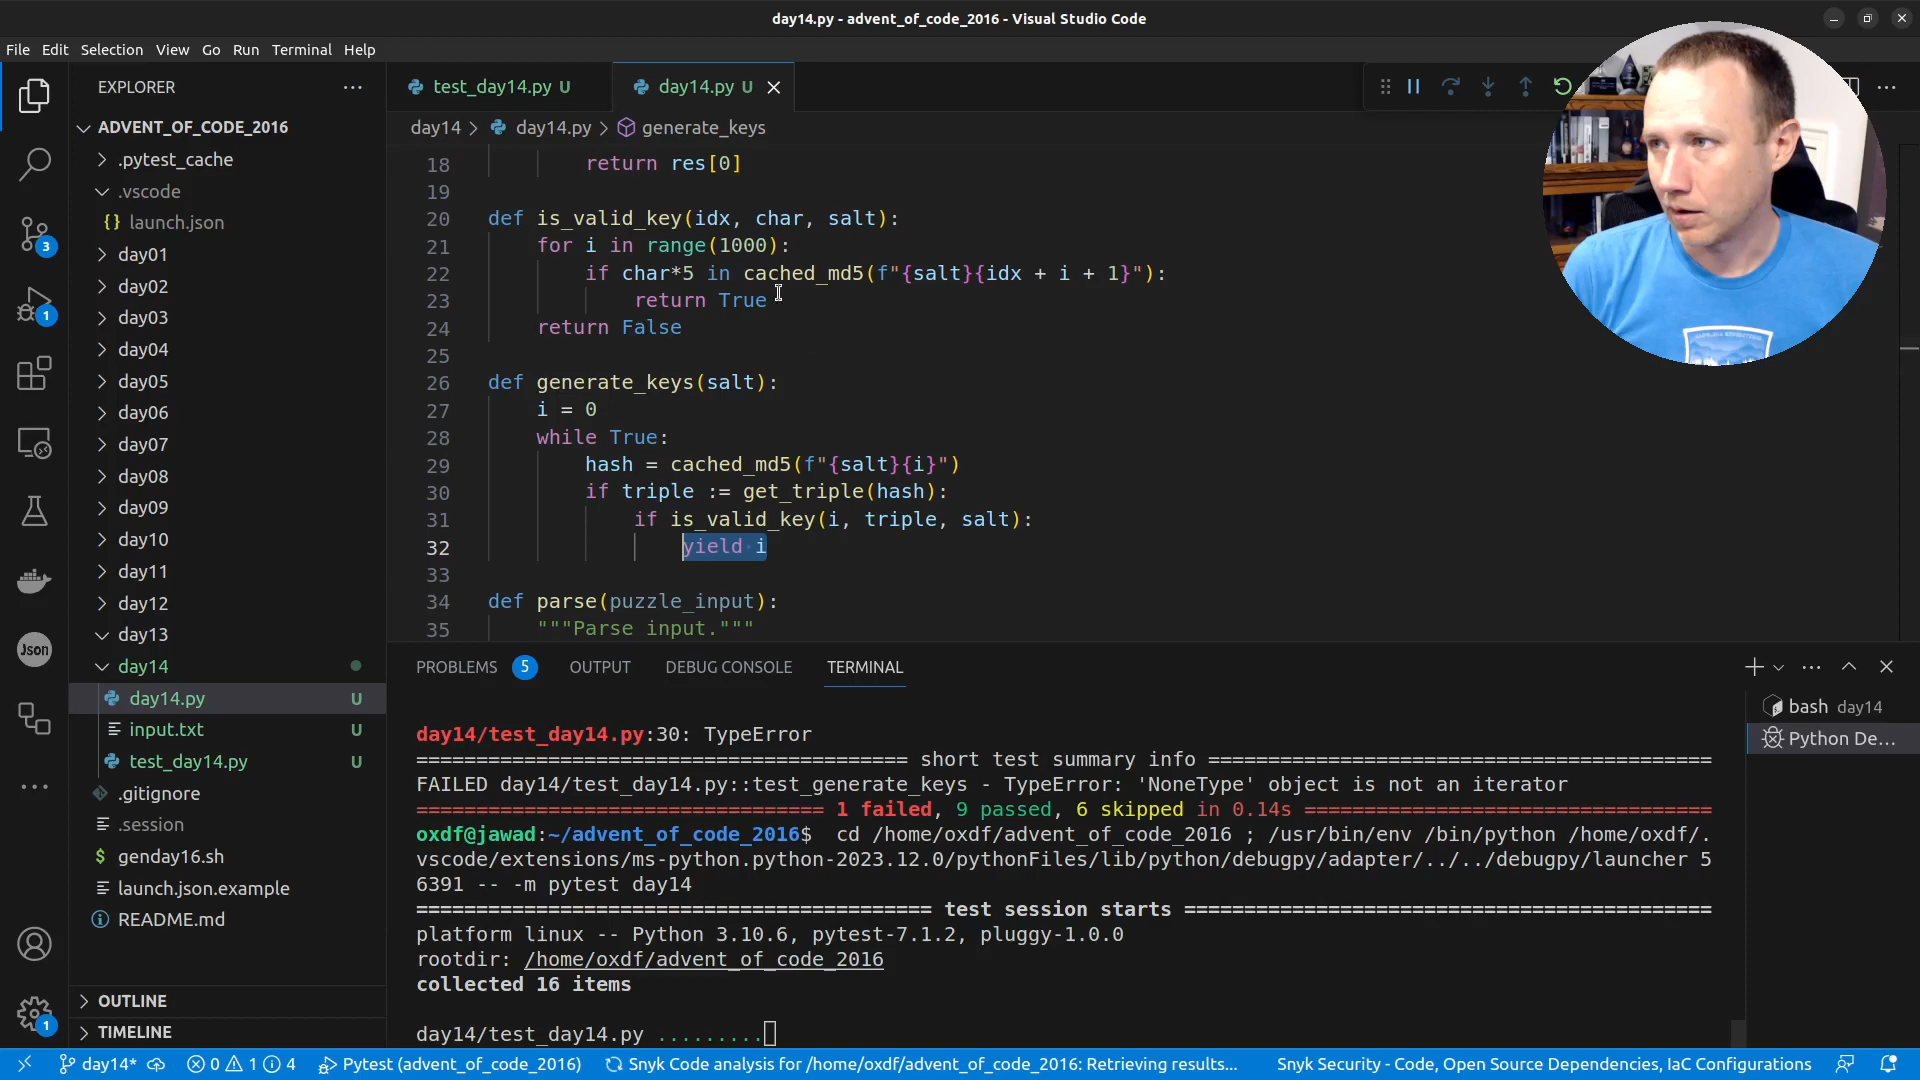 day14.py - advent_of_code_2016 - Visual Studio Code
File Edit Selection View Go Run Terminal Help
EXPLORER
test_day14.py U
day14.py U
day14 > day14.py > generate_keys
ADVENT_OF_CODE_2016
.pytest_cache
.vscode
launch.json
day01
day02
day03
day04
day05
day06
day07
day08
day09
day10
day11
day12
day13
day14
day14.py U
input.txt U
test_day14.py U
.gitignore
.session
genday16.sh
launch.json.example
README.md
OUTLINE
TIMELINE
3
1
Json
1
18 return res[0]
19
20 def is_valid_key(idx, char, salt):
21 for i in range(1000):
22 if char*5 in cached_md5(f"{salt}{idx + i + 1}"):
23 return True
24 return False
25
26 def generate_keys(salt):
27 i = 0
28 while True:
29 hash = cached_md5(f"{salt}{i}")
30 if triple := get_triple(hash):
31 if is_valid_key(i, triple, salt):
32 yield i
33
34 def parse(puzzle_input):
35 """Parse input."""
PROBLEMS 5 OUTPUT DEBUG CONSOLE TERMINAL
bash day14
Python De...
day14/test_day14.py:30: TypeError
======================================== short test summary info =========================================
FAILED day14/test_day14.py::test_generate_keys - TypeError: 'NoneType' object is not an iterator
================================= 1 failed, 9 passed, 6 skipped in 0.14s ==================================
oxdf@jawad:~/advent_of_code_2016$ cd /home/oxdf/advent_of_code_2016 ; /usr/bin/env /bin/python /home/oxdf/.
vscode/extensions/ms-python.python-2023.12.0/pythonFiles/lib/python/debugpy/adapter/../../debugpy/launcher 5
6391 -- -m pytest day14
========================================== test session starts ===========================================
platform linux -- Python 3.10.6, pytest-7.1.2, pluggy-1.0.0
rootdir: /home/oxdf/advent_of_code_2016
collected 16 items
day14/test_day14.py .........
day14* 0 1 4 Pytest (advent_of_code_2016) Snyk Code analysis for /home/oxdf/advent_of_code_2016: Retrieving results... Snyk Security - Code, Open Source Dependencies, IaC Configurations